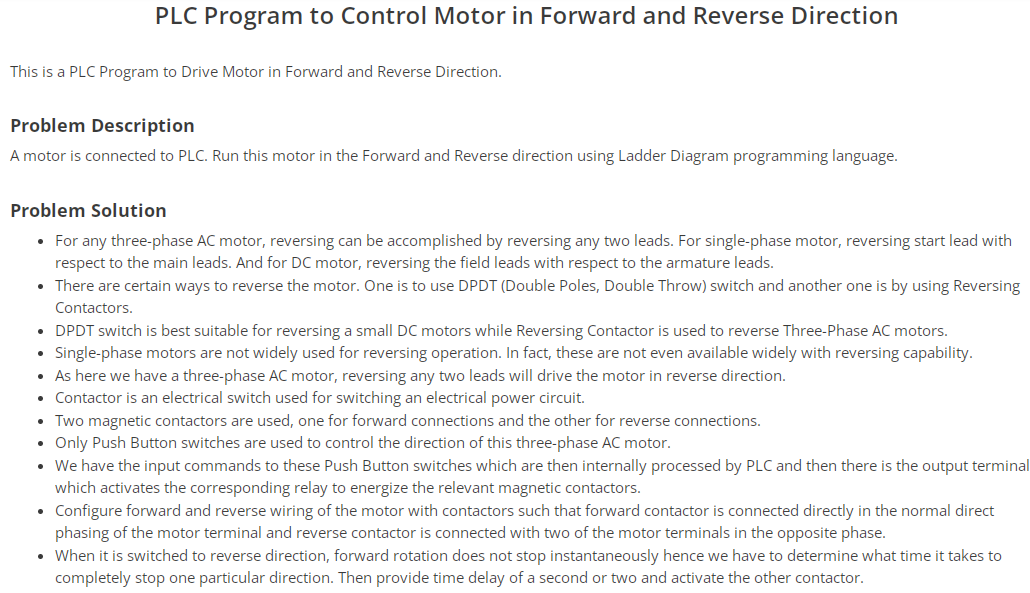 PLC Program to Control Motor in Forward and Reverse Direction
This is a PLC Program to Drive Motor in Forward and Reverse Direction.
Problem Description
A motor is connected to PLC. Run this motor in the Forward and Reverse direction using Ladder Diagram programming language.
Problem Solution
• For any three-phase AC motor, reversing can be accomplished by reversing any two leads. For single-phase motor, reversing start lead with
respect to the main leads. And for DC motor, reversing the field leads with respect to the armature leads.
• There are certain ways to reverse the motor. One is to use DPDT (Double Poles, Double Throw) switch and another one is by using Reversing
Contactors.
• DPDT switch is best suitable for reversing a small DC motors while Reversing Contactor is used to reverse Three-Phase AC motors.
• Single-phase motors are not widely used for reversing operation. In fact, these are not even available widely with reversing capability.
• As here we have a three-phase AC motor, reversing any two leads will drive the motor in reverse direction.
• Contactor is an electrical switch used for switching an electrical power circuit.
• Two magnetic contactors are used, one for forward connections and the other for reverse connections.
• Only Push Button switches are used to control the direction of this three-phase AC motor.
• We have the input commands to these Push Button switches which are then internally processed by PLC and then there is the output terminal
which activates the corresponding relay to energize the relevant magnetic contactors.
• Configure forward and reverse wiring of the motor with contactors such that forward contactor is connected directly in the normal direct
phasing of the motor terminal and reverse contactor is connected with two of the motor terminals in the opposite phase.
• When it is switched to reverse direction, forward rotation does not stop instantaneously hence we have to determine what time it takes to
completely stop one particular direction. Then provide time delay of a second or two and activate the other contactor.